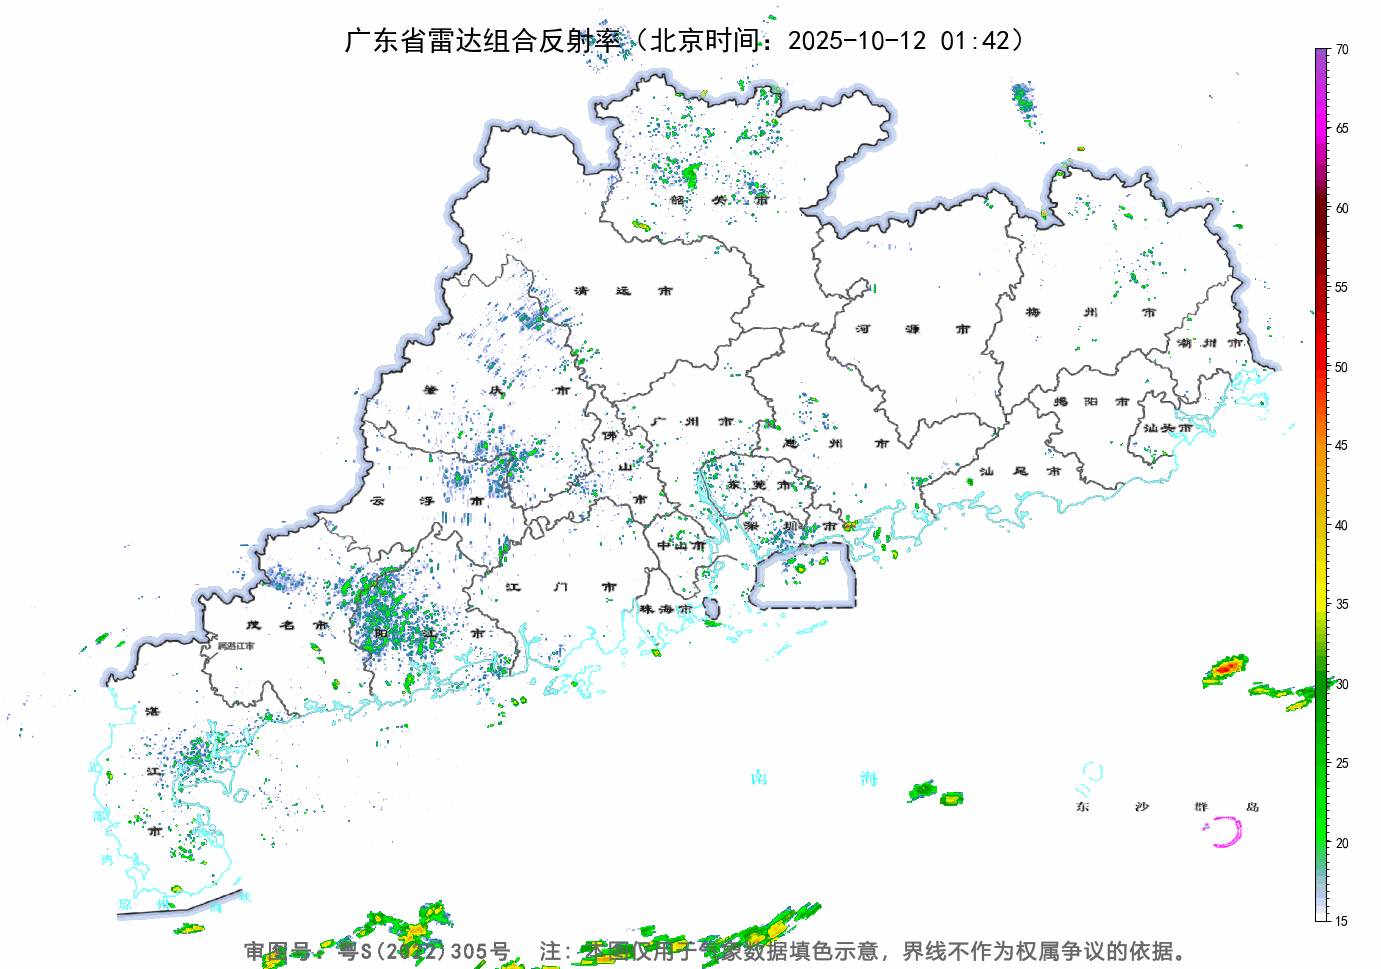 广东省雷达组合反射率（北京时间：2025-10-12 01:42）
70
65
60
55
50
45
40
35
30
25
20
15
韶关市
清远市
河源市
梅州市
潮州市
肇庆市
广州市
佛山市
惠州市
揭阳市
汕头市
汕尾市
云浮市
东莞市
深圳市
中山市
江门市
珠海市
茂名市
阳江市
属湛江市
湛江市
北部湾
琼州海峡
南海
东沙群岛
审图号：粤S(2022)305号 注：本图仅用于气象数据填色示意，界线不作为权属争议的依据。